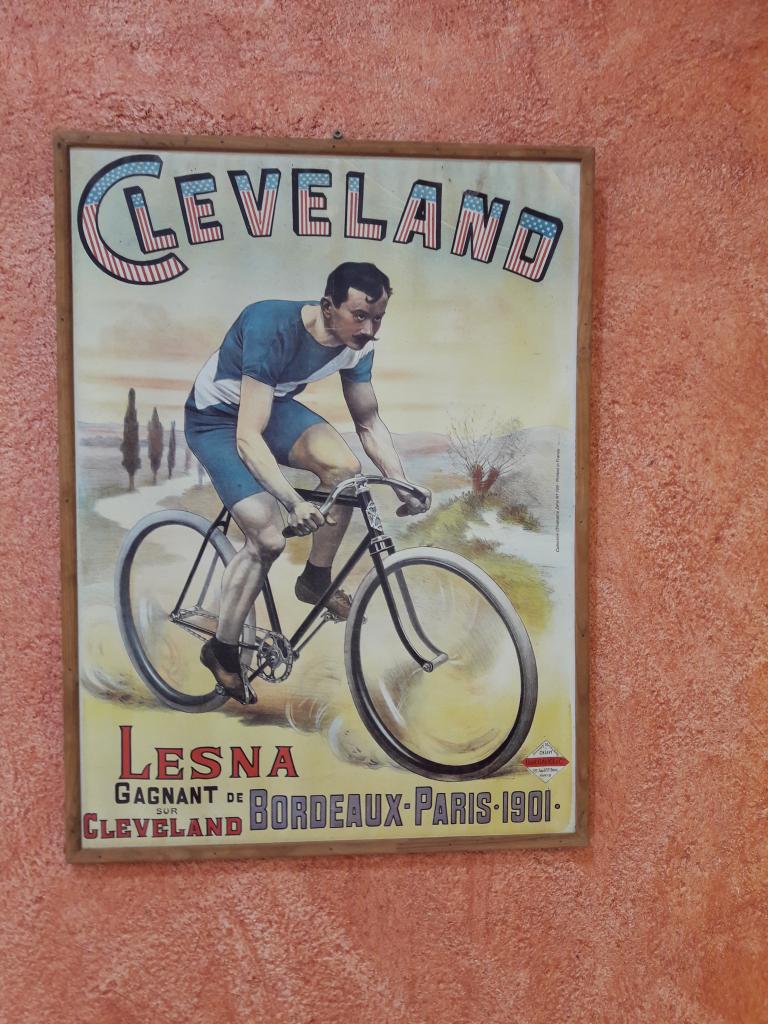 CLEVELAND
LESNA
GAGNANT DE BORDEAUX·PARIS·1901·
SUR
CLEVELAND